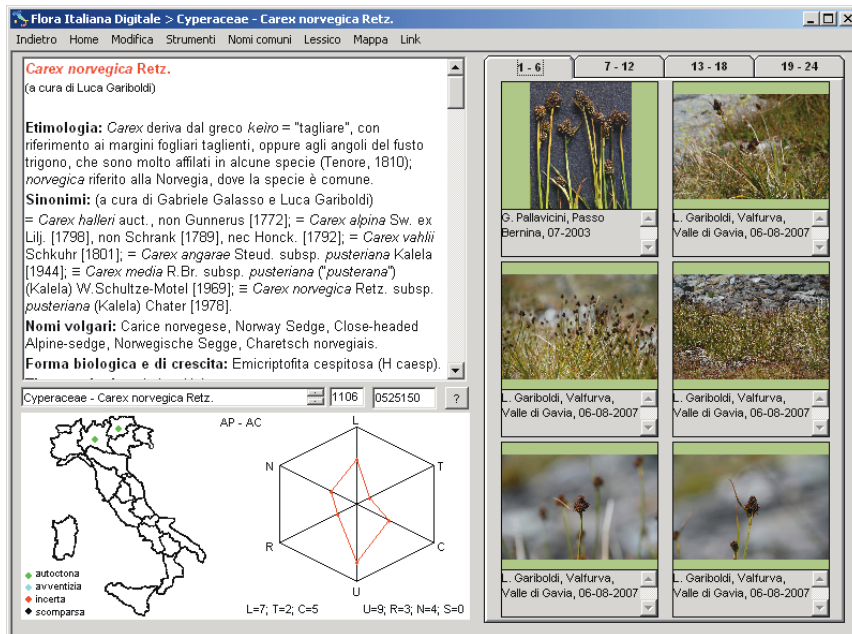 Flora Italiana Digitale > Cyperaceae - Carex norvegica Retz.
Indietro Home Modifica Strumenti Nomi comuni Lessico Mappa Link
Carex norvegica Retz.
(a cura di Luca Gariboldi)
Etimologia: Carex deriva dal greco keiro = "tagliare", con
riferimento ai margini fogliari taglienti, oppure agli angoli del fusto
trigono, che sono molto affilati in alcune specie (Tenore, 1810);
norvegica riferito alla Norvegia, dove la specie è comune.
Sinonimi: (a cura di Gabriele Galasso e Luca Gariboldi)
= Carex halleri auct., non Gunnerus [1772]; = Carex alpina Sw. ex
Lilj. [1798], non Schrank [1789], nec Honck. [1792]; = Carex vahlii
Schkuhr [1801]; = Carex angarae Steud. subsp. pusteriana Kalela
[1944]; ≡ Carex media R.Br. subsp. pusteriana ("pusterana")
(Kalela) W.Schultze-Motel [1969]; ≡ Carex norvegica Retz. subsp.
pusteriana (Kalela) Chater [1978].
Nomi volgari: Carice norvegese, Norway Sedge, Close-headed
Alpine-sedge, Norwegische Segge, Charetsch norvegiais.
Forma biologica e di crescita: Emicriptofita cespitosa (H caesp).
Cyperaceae - Carex norvegica Retz. 1106 0525150 ?
AP - AC
L
N T
R C
U
autoctona
avventizia
incerta
scomparsa
L=7; T=2; C=5 U=9; R=3; N=4; S=0
1 - 6 7 - 12 13 - 18 19 - 24
G. Pallavicini, Passo
Bernina, 07-2003
L. Gariboldi, Valfurva,
Valle di Gavia, 06-08-2007
L. Gariboldi, Valfurva,
Valle di Gavia, 06-08-2007
L. Gariboldi, Valfurva,
Valle di Gavia, 06-08-2007
L. Gariboldi, Valfurva,
Valle di Gavia, 06-08-2007
L. Gariboldi, Valfurva,
Valle di Gavia, 06-08-2007